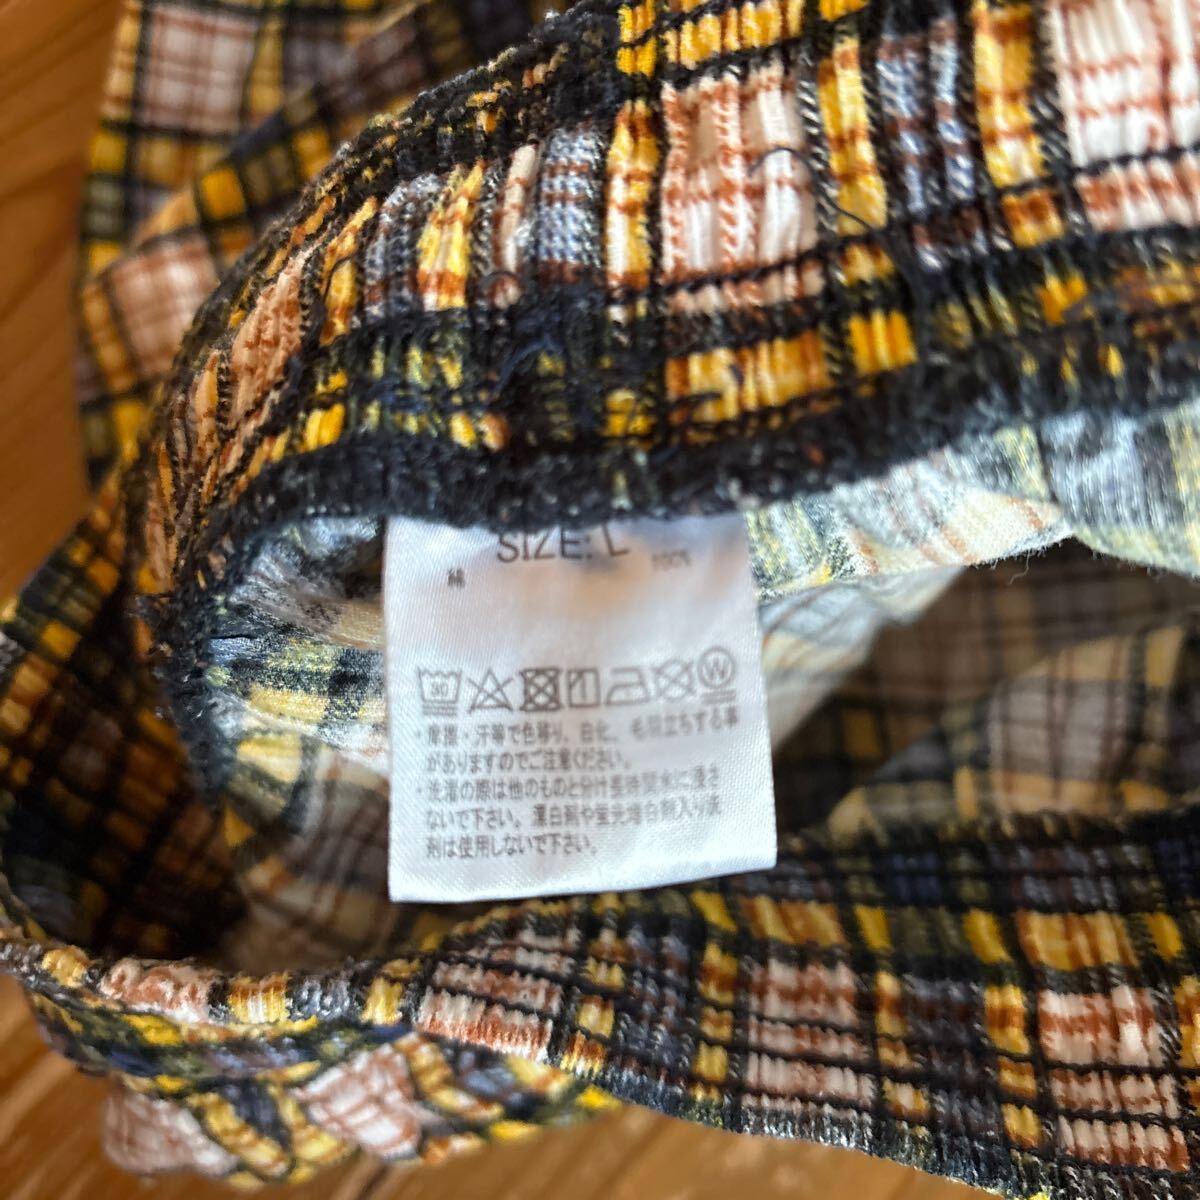 SIZE: L
綿 100%
30 W
・摩擦・汗等で色移り、白化、毛羽立ちする事
がありますのでご注意ください。
・洗濯の際は他のものと分け長時間水に浸さ
ないで下さい。漂白剤や蛍光増白剤入り洗
剤は使用しないで下さい。